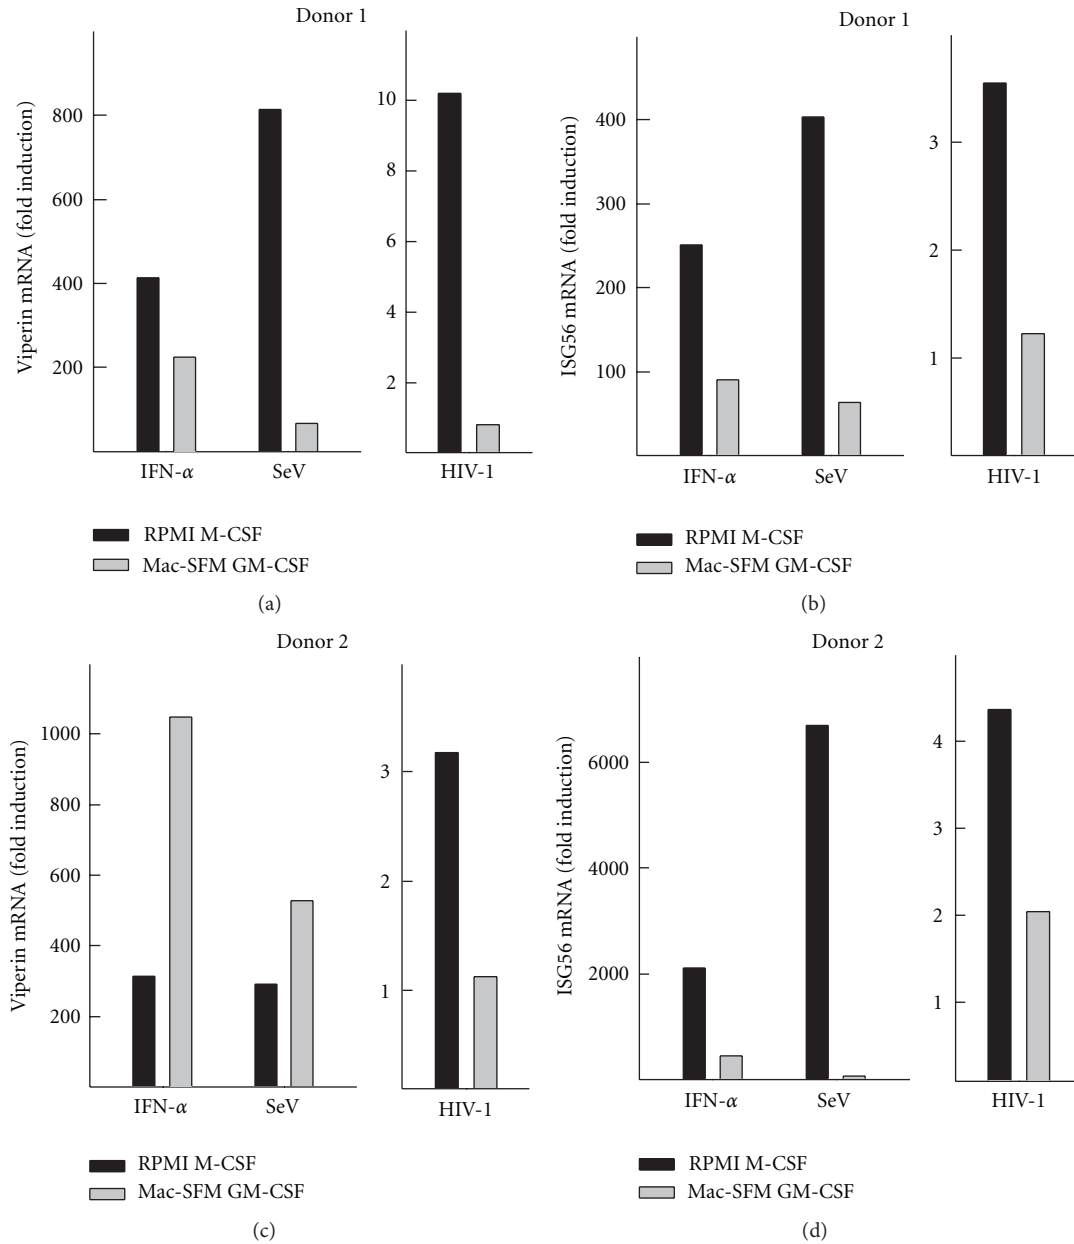 Donor 1
Viperin mRNA (fold induction)
800
600
400
200
IFN-α
SeV
10
8
6
4
2
HIV-1
RPMI M-CSF
Mac-SFM GM-CSF
(a)
Donor 1
ISG56 mRNA (fold induction)
400
300
200
100
IFN-α
SeV
3
2
1
HIV-1
RPMI M-CSF
Mac-SFM GM-CSF
(b)
Donor 2
Viperin mRNA (fold induction)
1000
800
600
400
200
IFN-α
SeV
3
2
1
HIV-1
RPMI M-CSF
Mac-SFM GM-CSF
(c)
Donor 2
ISG56 mRNA (fold induction)
6000
4000
2000
IFN-α
SeV
4
3
2
1
HIV-1
RPMI M-CSF
Mac-SFM GM-CSF
(d)